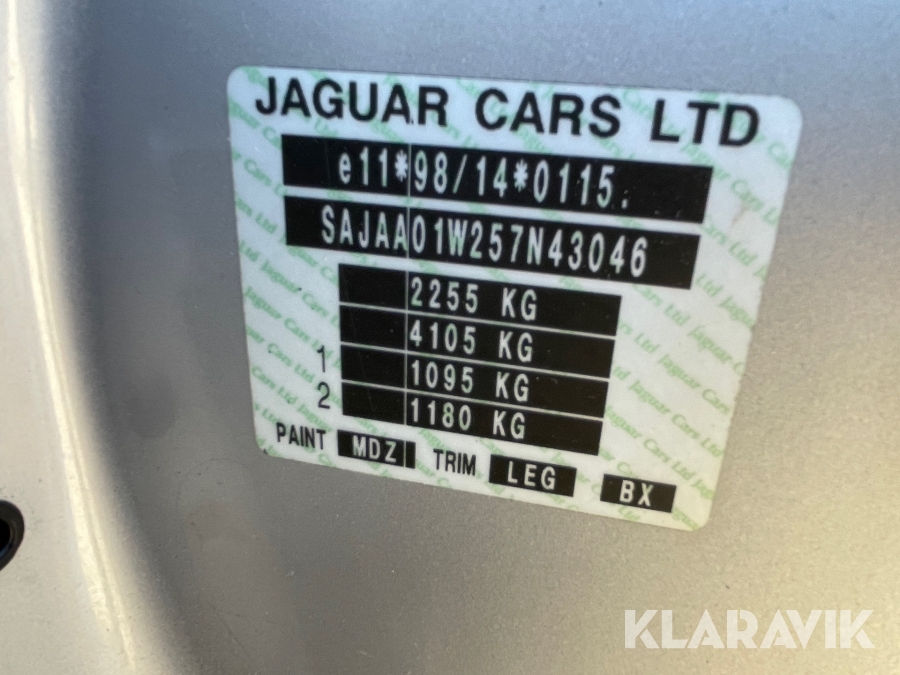 JAGUAR CARS LTD
e11*98/14*0115.
SAJAA01W257N43046
2255 KG
4105 KG
1 1095 KG
2 1180 KG
PAINT MDZ TRIM LEG BX
KLARAVIK